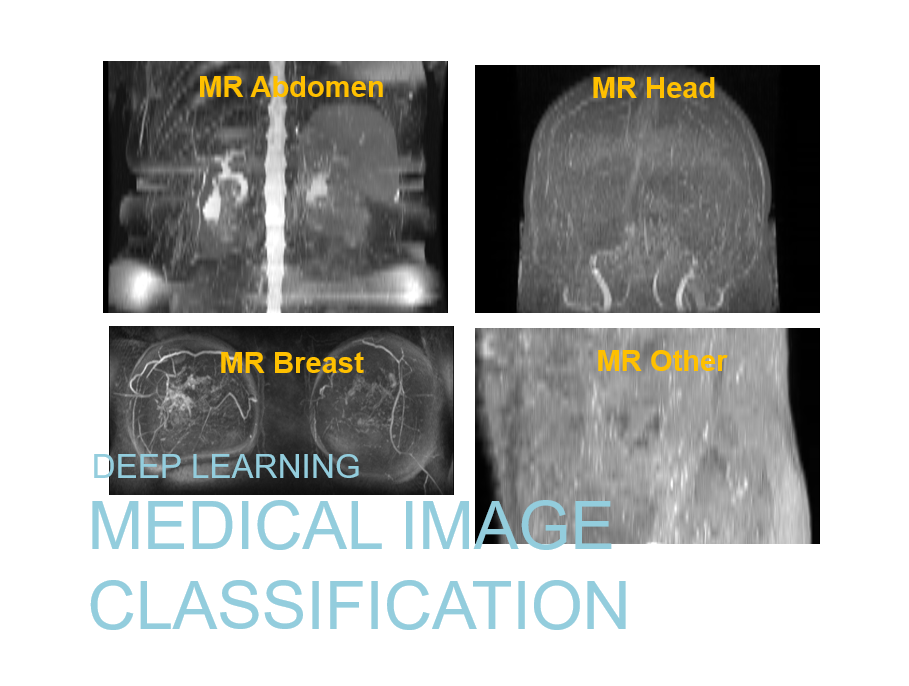 MR Abdomen
MR Head
MR Breast
MR Other
DEEP LEARNING
MEDICAL IMAGE
CLASSIFICATION